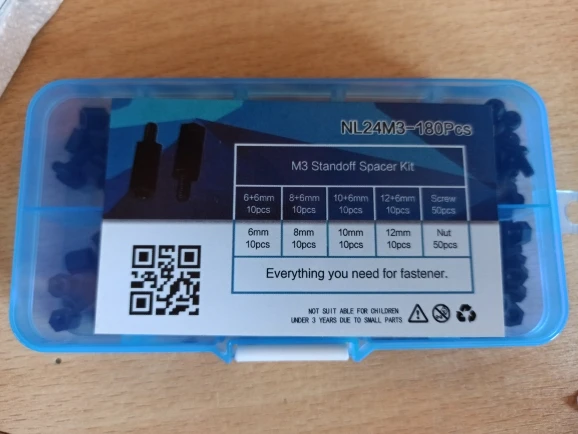 NL24M3-180Pcs
M3 Standoff Spacer Kit
6+6mm 8+6mm 10+6mm 12+6mm Screw
10pcs 10pcs 10pcs 10pcs 50pcs
6mm 8mm 10mm 12mm Nut
10pcs 10pcs 10pcs 10pcs 50pcs
Everything you need for fastener.
NOT SUIT ABLE FOR CHILDREN
UNDER 3 YEARS DUE TO SMALL PARTS